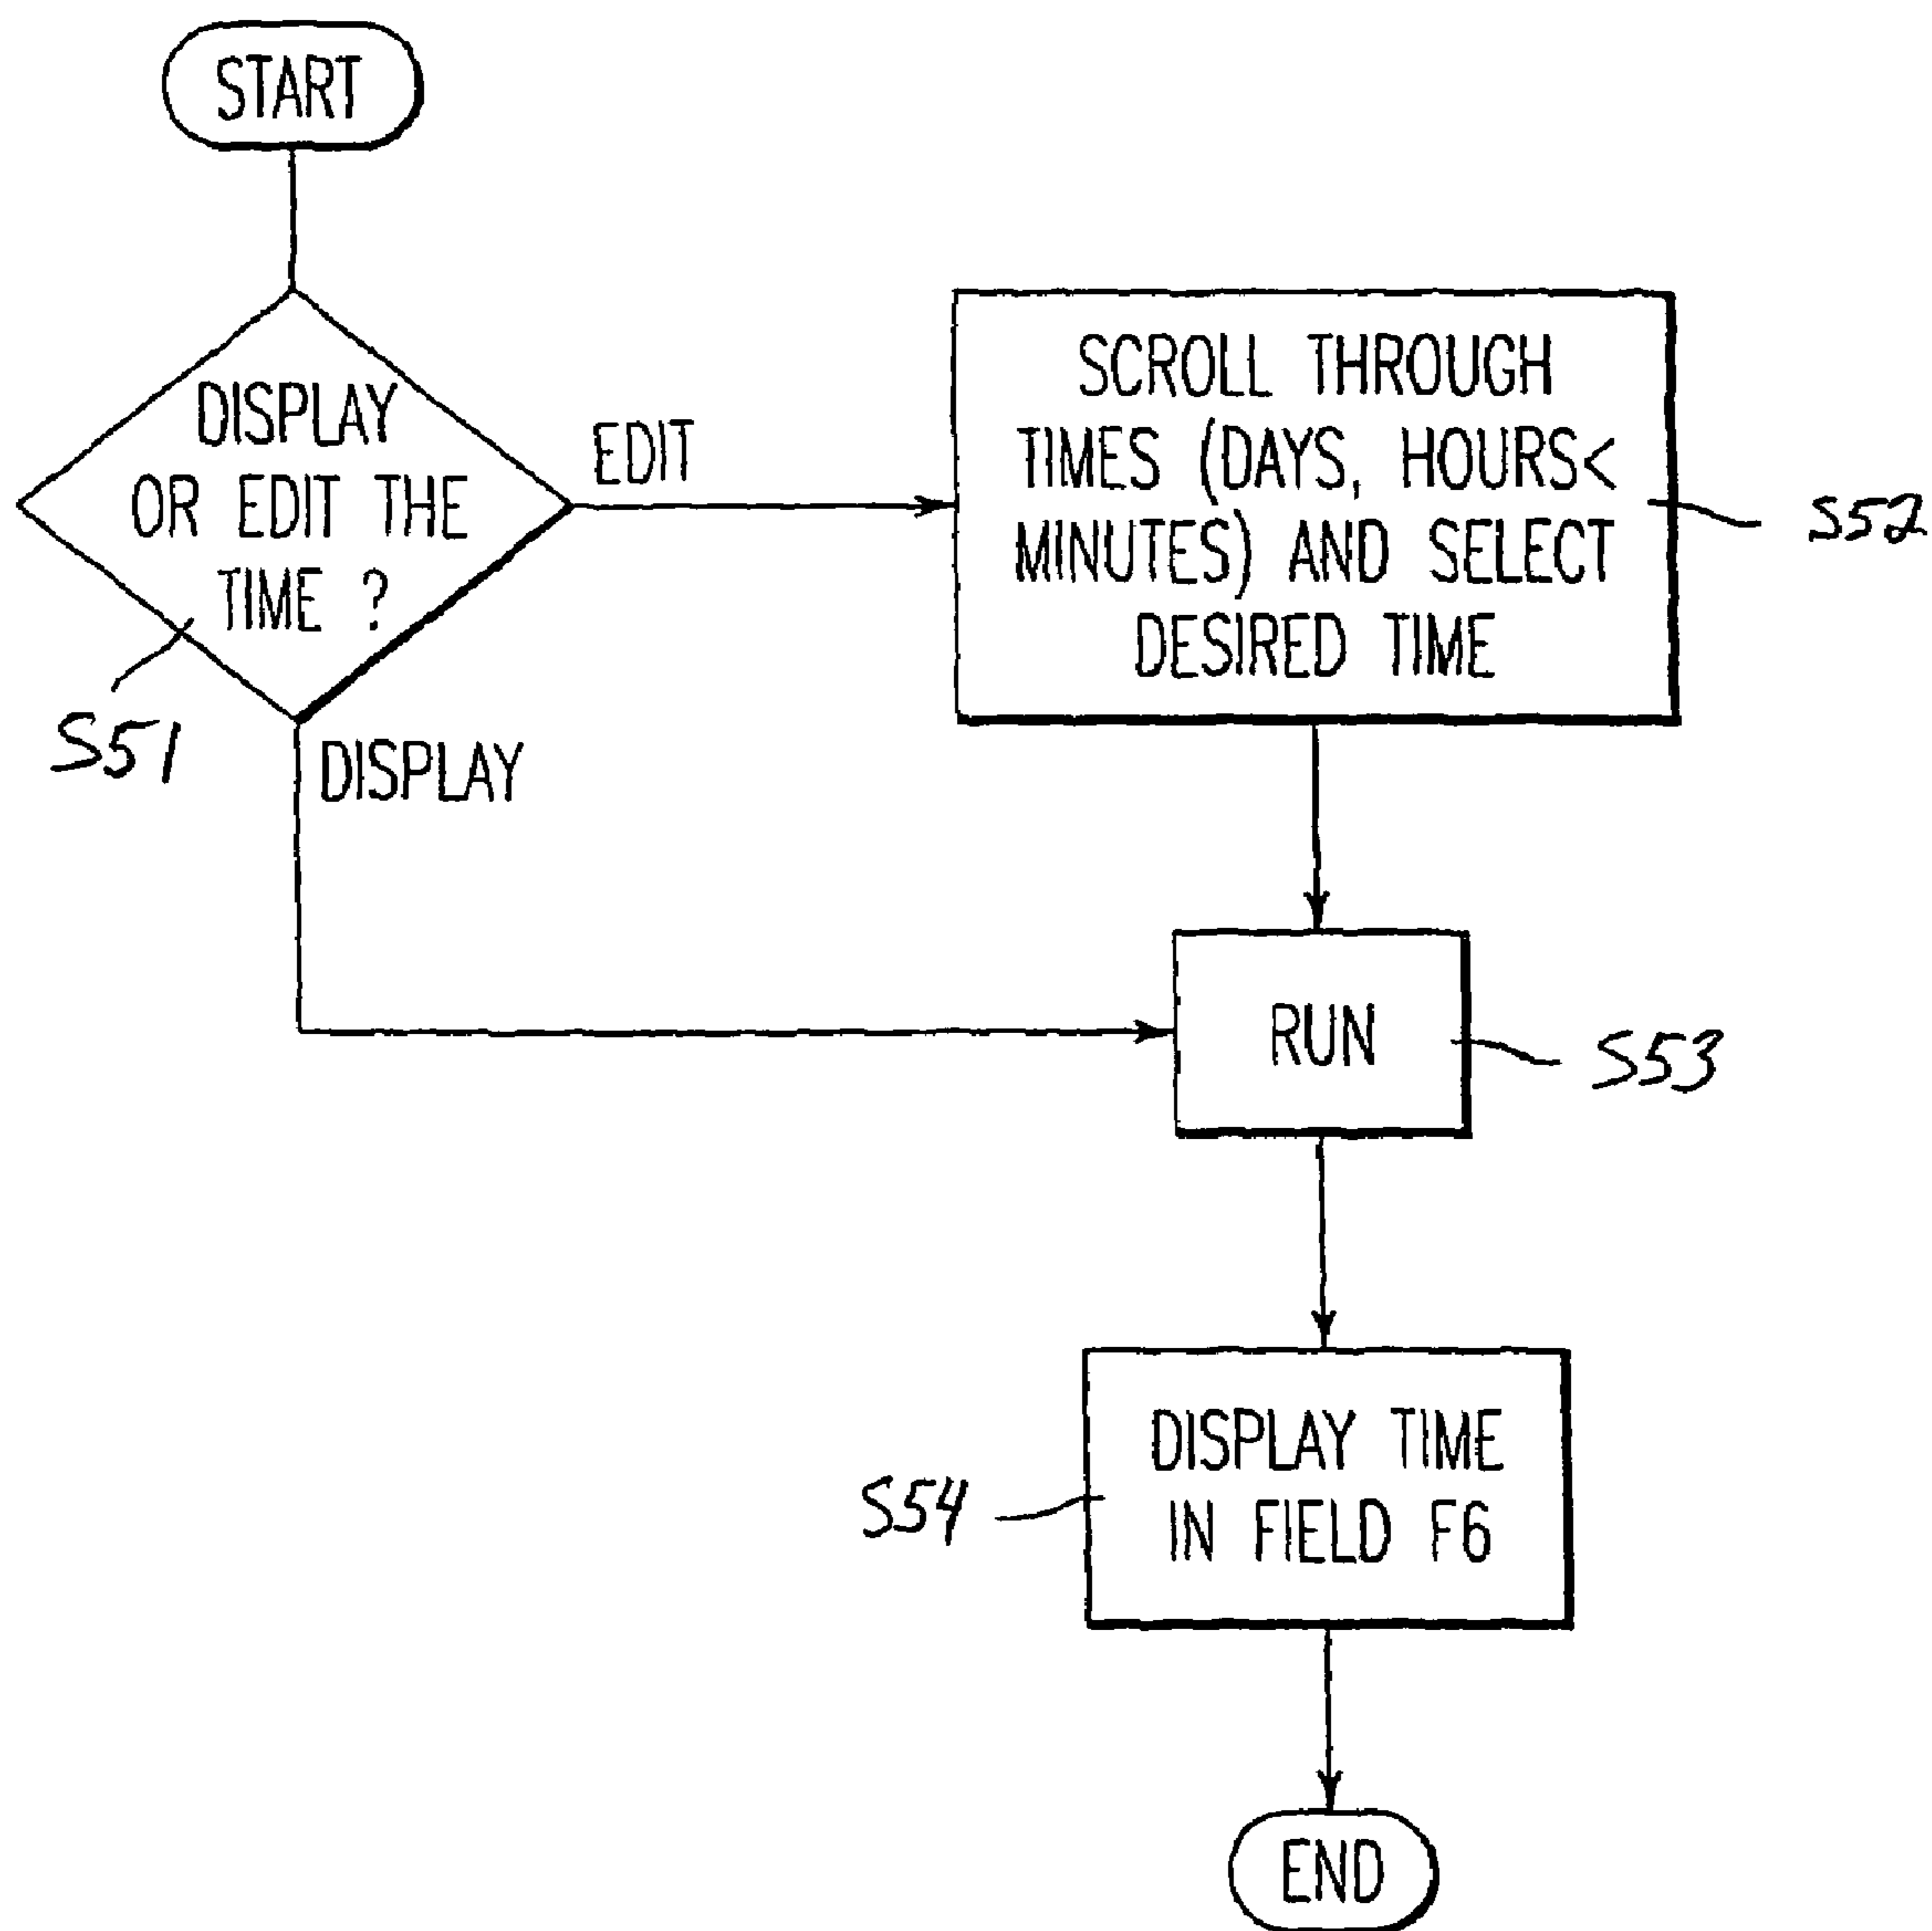 START
DISPLAY
OR EDIT THE
TIME ?
S51
EDIT
DISPLAY
SCROLL THROUGH
TIMES (DAYS, HOURS<
MINUTES) AND SELECT
DESIRED TIME
S52
RUN
S53
DISPLAY TIME
IN FIELD F6
S54
END